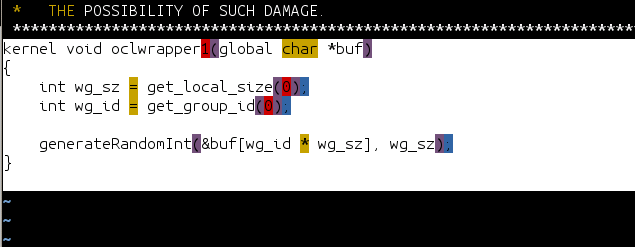 *   THE POSSIBILITY OF SUCH DAMAGE.
*******************************************************************
kernel void oclwrapper1(global char *buf)
{
    int wg_sz = get_local_size(0);
    int wg_id = get_group_id(0);

    generateRandomInt(&buf[wg_id * wg_sz], wg_sz);
}
~
~
~